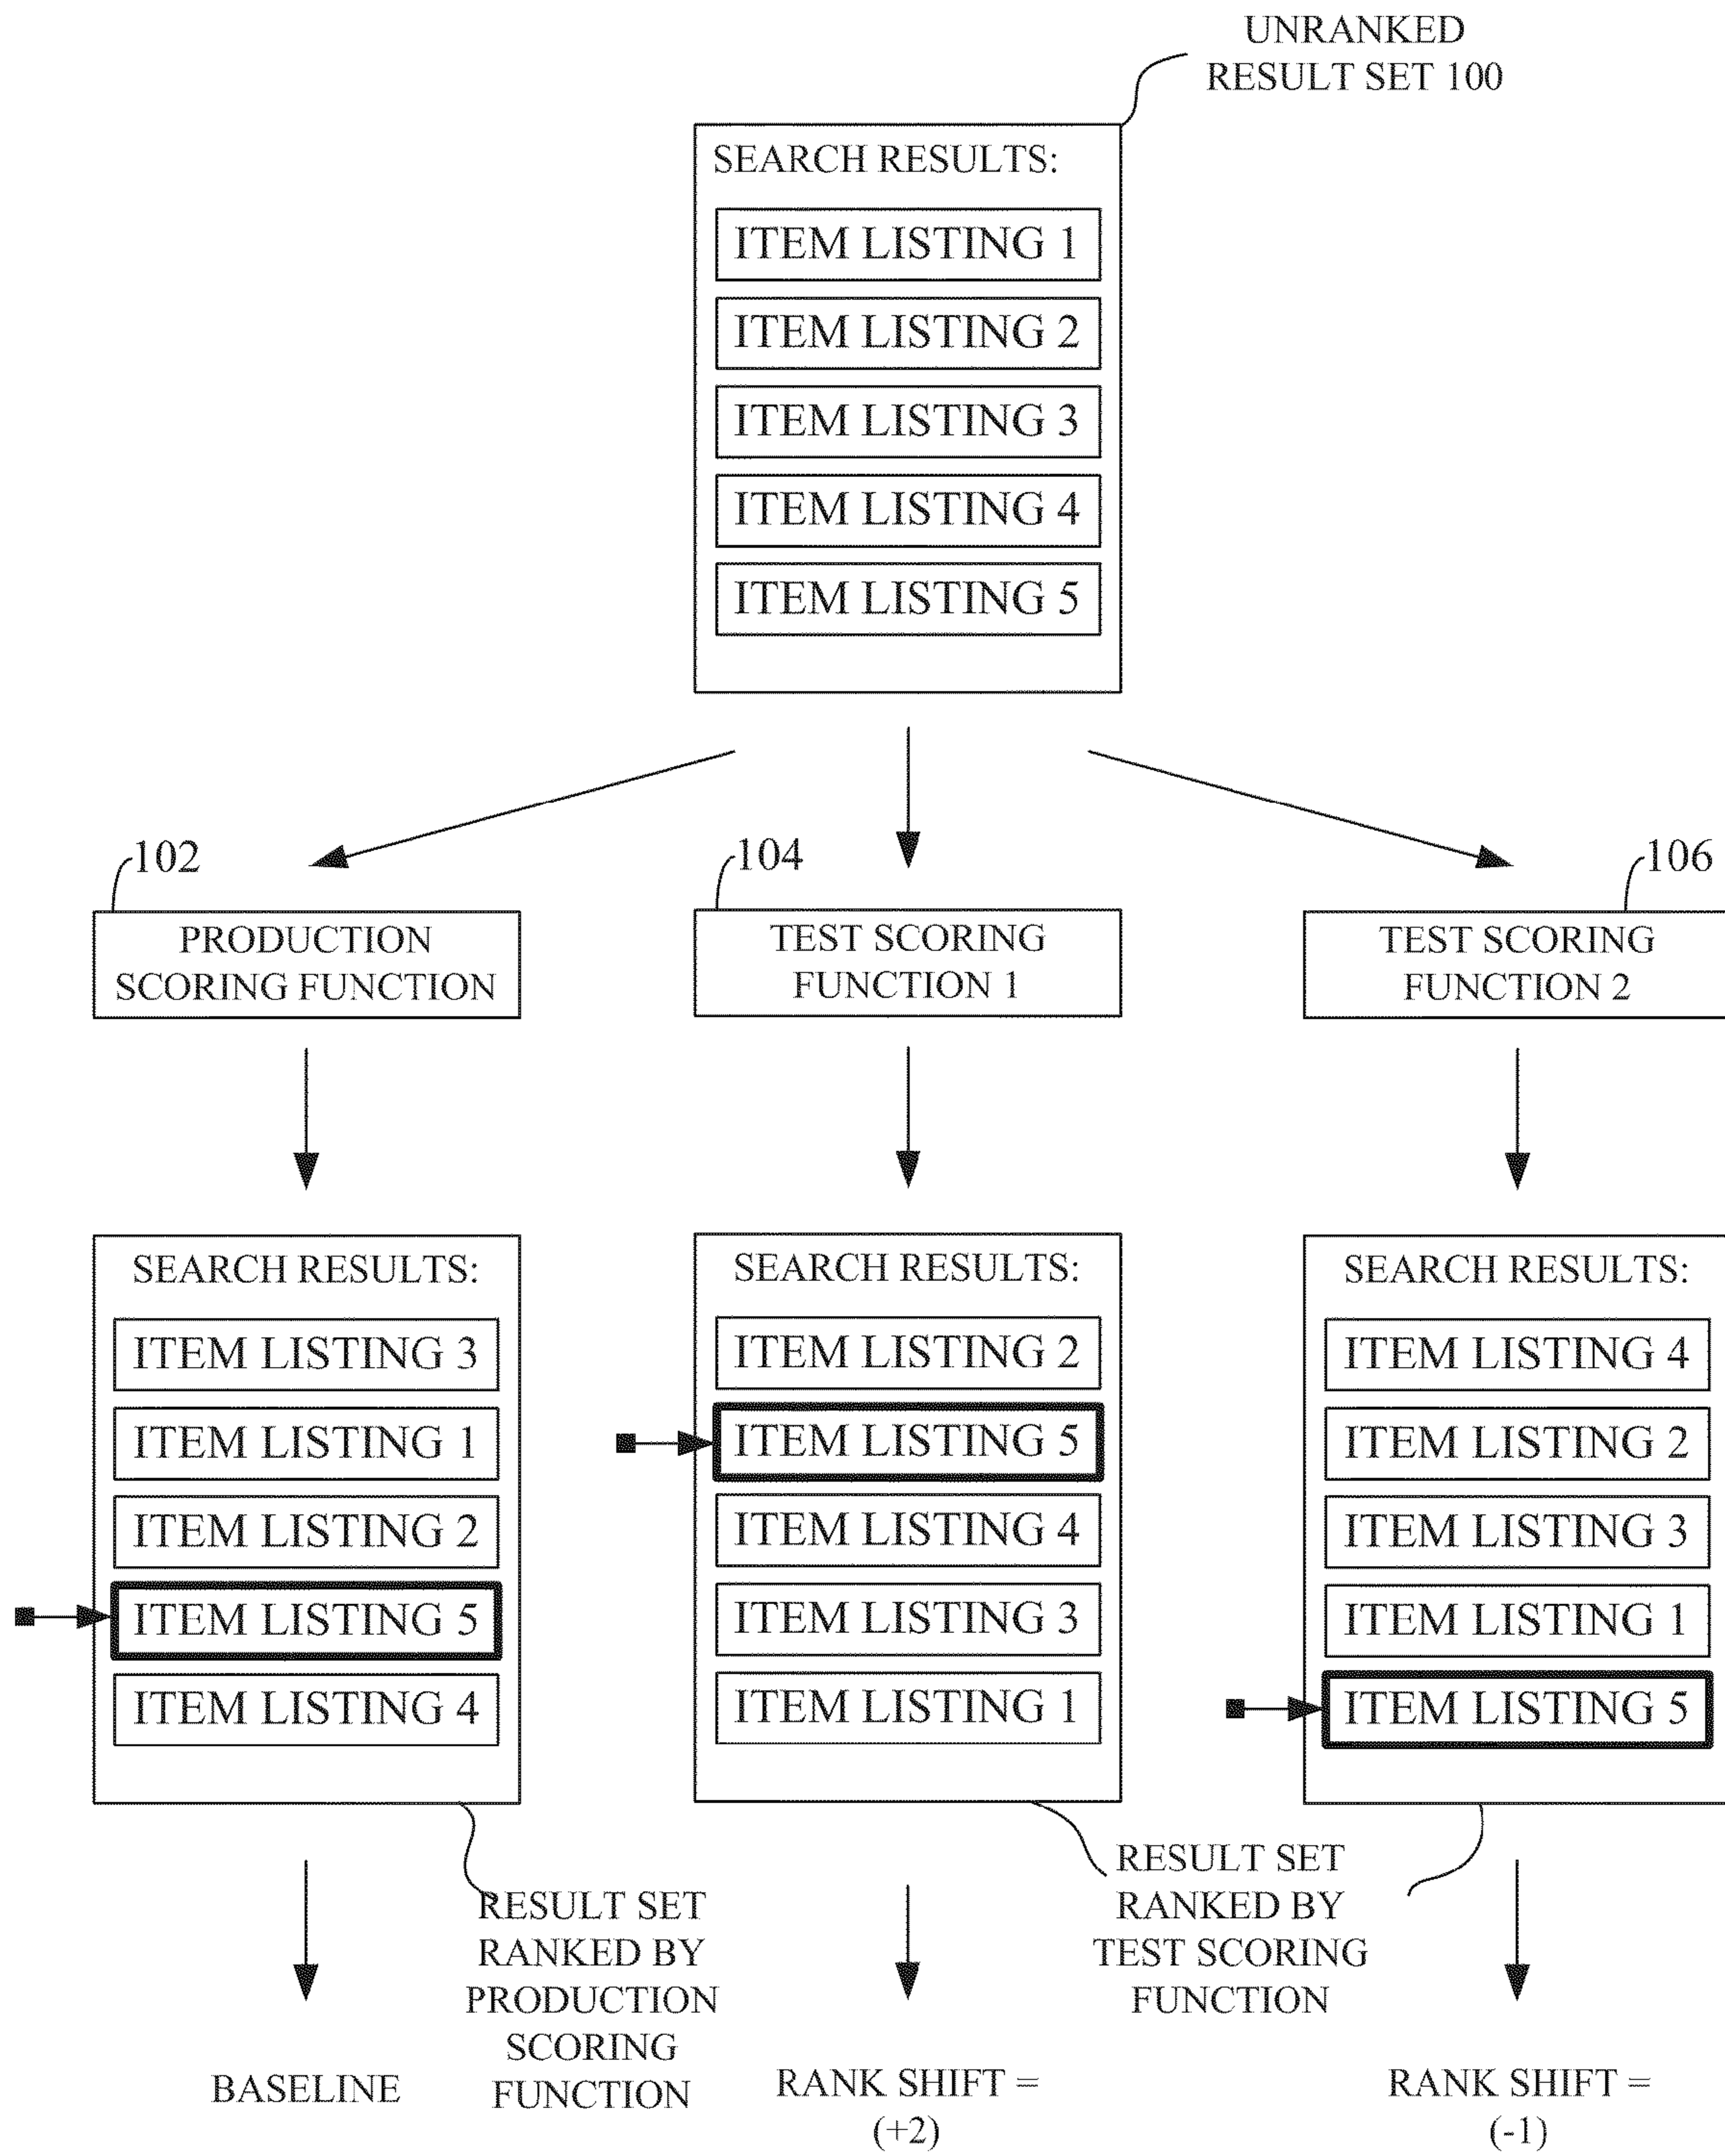 UNRANKED
RESULT SET 100
SEARCH RESULTS:
ITEM LISTING 1
ITEM LISTING 2
ITEM LISTING 3
ITEM LISTING 4
ITEM LISTING 5
102
PRODUCTION
SCORING FUNCTION
104
TEST SCORING
FUNCTION 1
106
TEST SCORING
FUNCTION 2
SEARCH RESULTS:
ITEM LISTING 3
ITEM LISTING 1
ITEM LISTING 2
ITEM LISTING 5
ITEM LISTING 4
SEARCH RESULTS:
ITEM LISTING 2
ITEM LISTING 5
ITEM LISTING 4
ITEM LISTING 3
ITEM LISTING 1
SEARCH RESULTS:
ITEM LISTING 4
ITEM LISTING 2
ITEM LISTING 3
ITEM LISTING 1
ITEM LISTING 5
RESULT SET
RANKED BY
PRODUCTION
SCORING
FUNCTION
RESULT SET
RANKED BY
TEST SCORING
FUNCTION
BASELINE
RANK SHIFT =
(+2)
RANK SHIFT =
(-1)